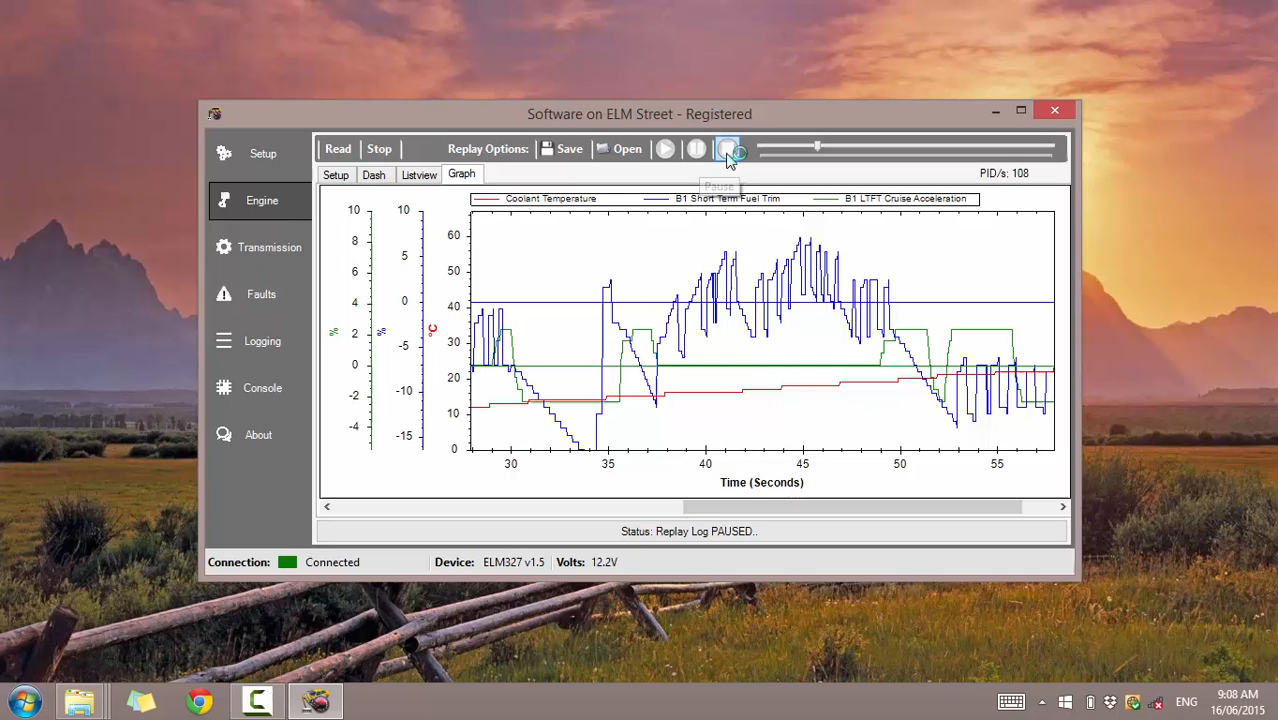 Software on ELM Street - Registered
Setup
Engine
Transmission
Faults
Logging
Console
About
Read Stop Replay Options: Save Open
Setup Dash Listview Graph PID/s: 108
Pause
Coolant Temperature B1 Short Term Fuel Trim B1 LTFT Cruise Acceleration
10 8 6 4 2 0 -2 -4
%
10 5 0 -5 -10 -15
%
60 50 40 30 20 10 0
°C
30 35 40 45 50 55
Time (Seconds)
Status: Replay Log PAUSED..
Connection: Connected Device: ELM327 v1.5 Volts: 12.2V
ENG
9:08 AM
16/06/2015